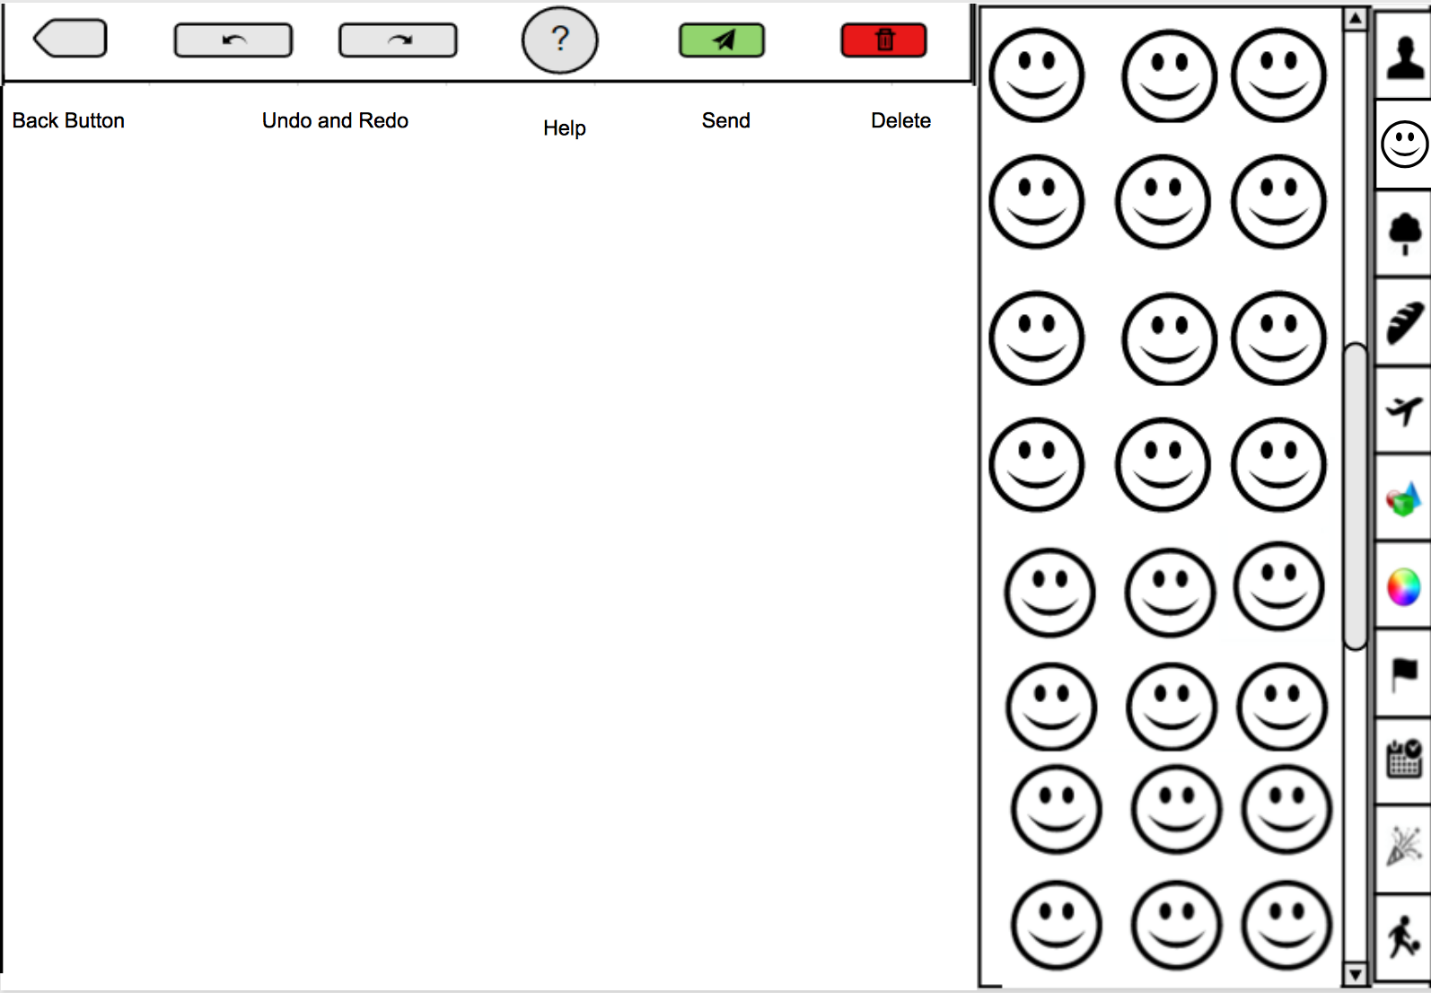 ?
Back Button
Undo and Redo
Help
Send
Delete